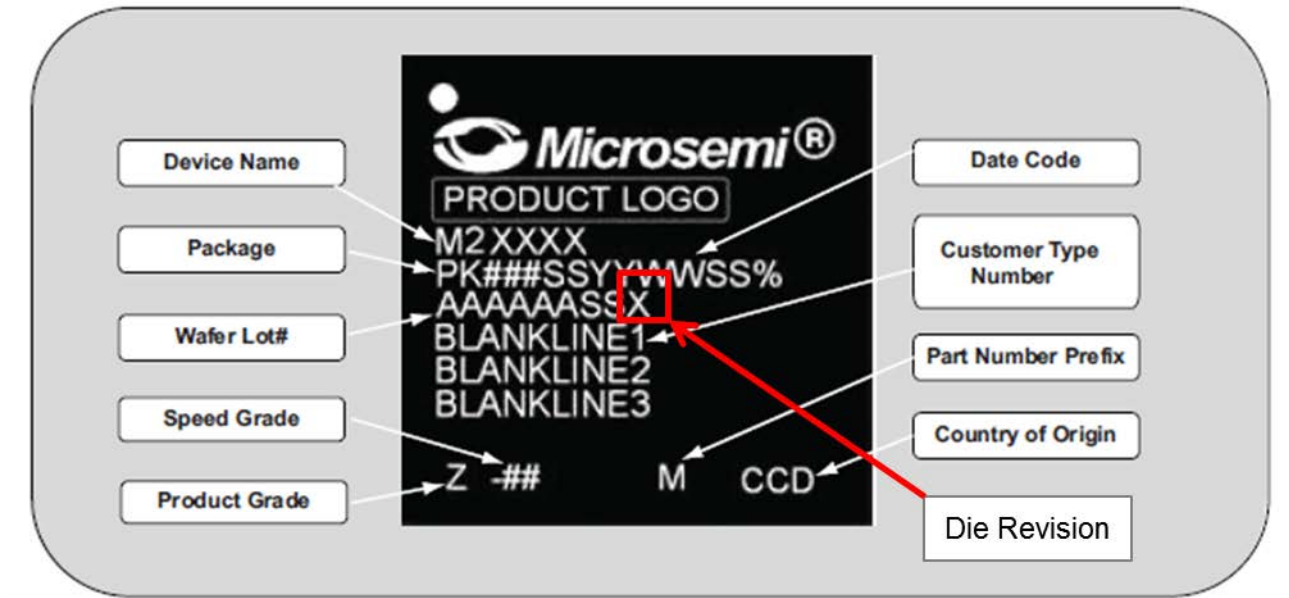 Device Name
Package
Wafer Lot#
Speed Grade
Product Grade
Microsemi®
PRODUCT LOGO
M2XXXX
PK###SSYYWWSS%
AAAAAASSX
BLANKLINE1
BLANKLINE2
BLANKLINE3
Z -## M CCD
Date Code
Customer Type
Number
Part Number Prefix
Country of Origin
Die Revision